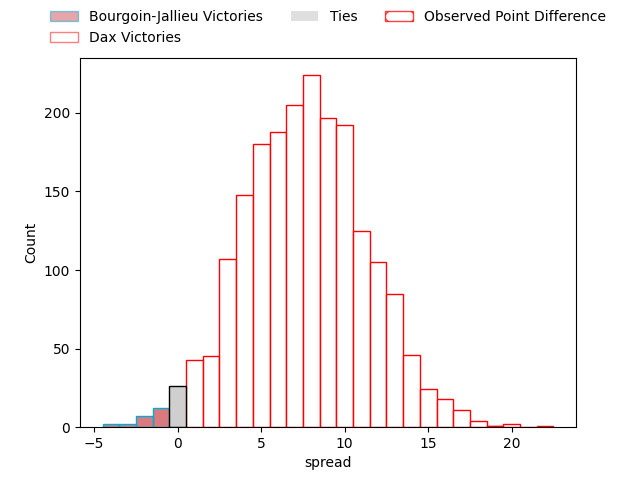 Bourgoin-Jallieu Victories
Dax Victories
Ties
Observed Point Difference
Count
200
150
100
50
0
−5
0
5
10
15
20
spread